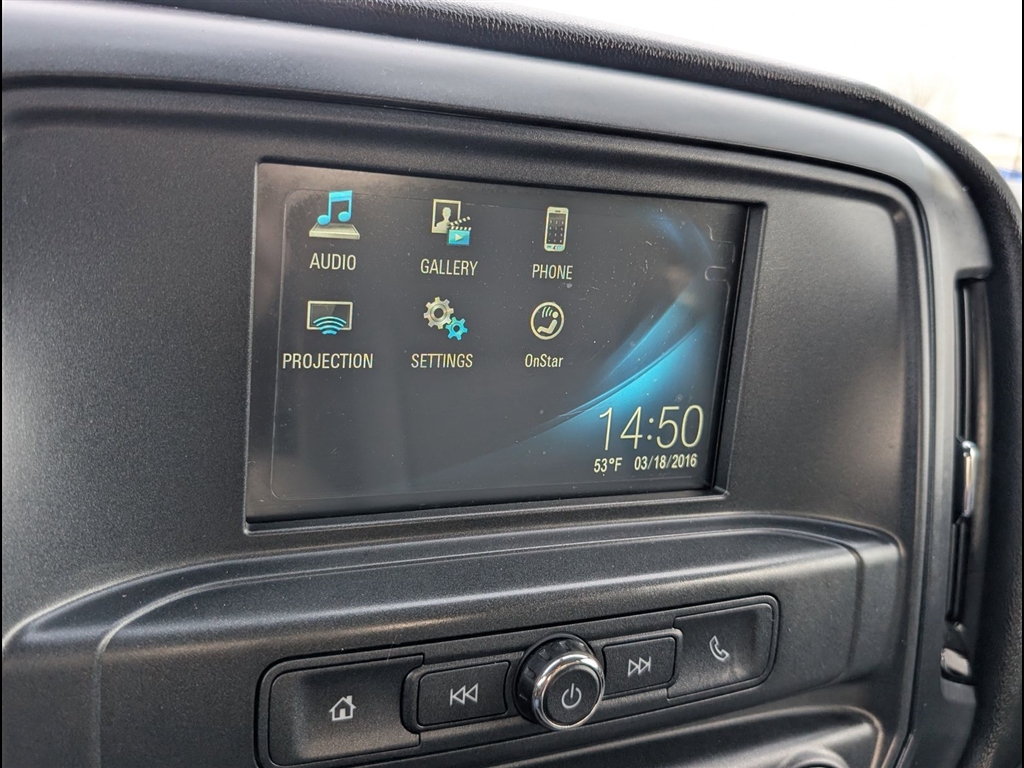 AUDIO GALLERY PHONE
PROJECTION SETTINGS OnStar
14:50
53°F 03/18/2016